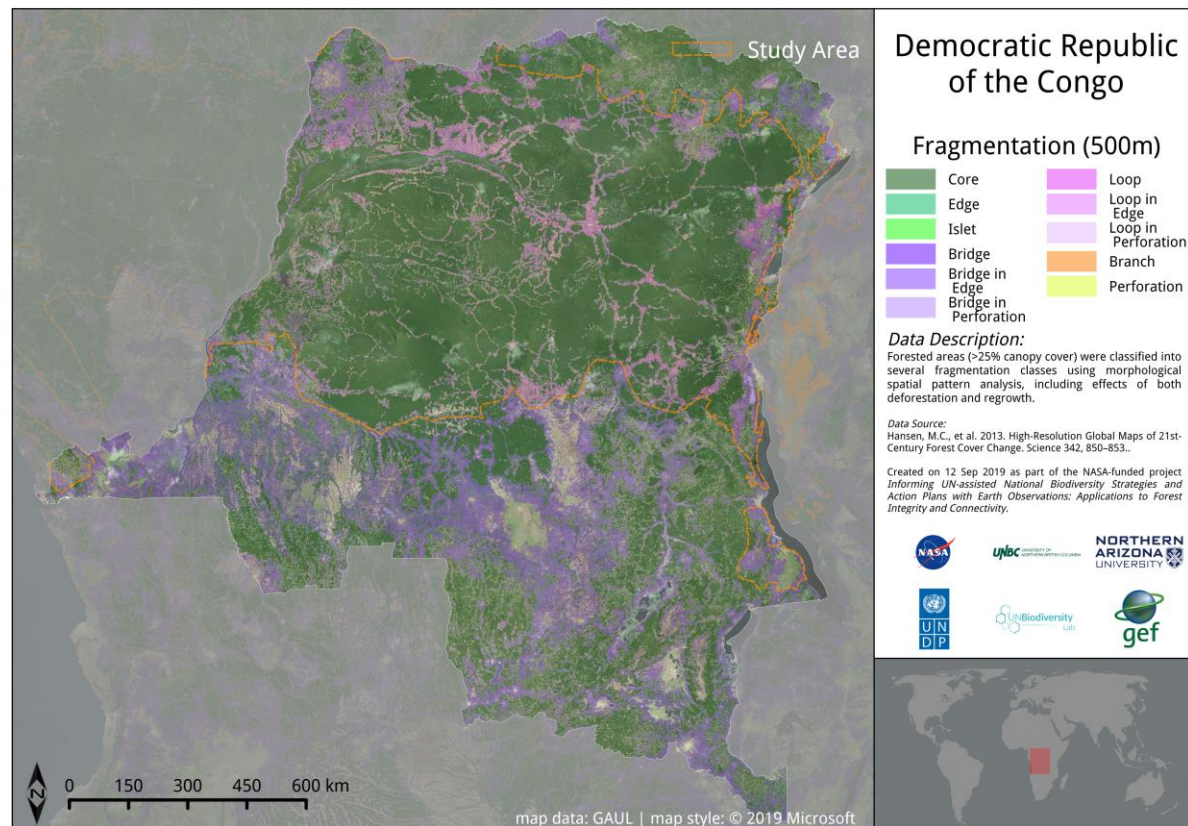 Study Area
Democratic Republic
of the Congo
Fragmentation (500m)
Core
Edge
Islet
Bridge
Bridge in
Edge
Bridge in
Perforation
Loop
Loop in
Edge
Loop in
Perforation
Branch
Perforation
Data Description:
Forested areas (>25% canopy cover) were classified into
several fragmentation classes using morphological
spatial pattern analysis, including effects of both
deforestation and regrowth.
Data Source:
Hansen, M.C., et al. 2013. High-Resolution Global Maps of 21st-
Century Forest Cover Change. Science 342, 850–853..
Created on 12 Sep 2019 as part of the NASA-funded project
Informing UN-assisted National Biodiversity Strategies and
Action Plans with Earth Observations: Applications to Forest
Integrity and Connectivity.
NASA
UNBC UNIVERSITY OF
NORTHERN BRITISH COLUMBIA
NORTHERN
ARIZONA
UNIVERSITY
U N
D P
UNBiodiversity
Lab
gef
N
0 150 300 450 600 km
map data: GAUL | map style: © 2019 Microsoft